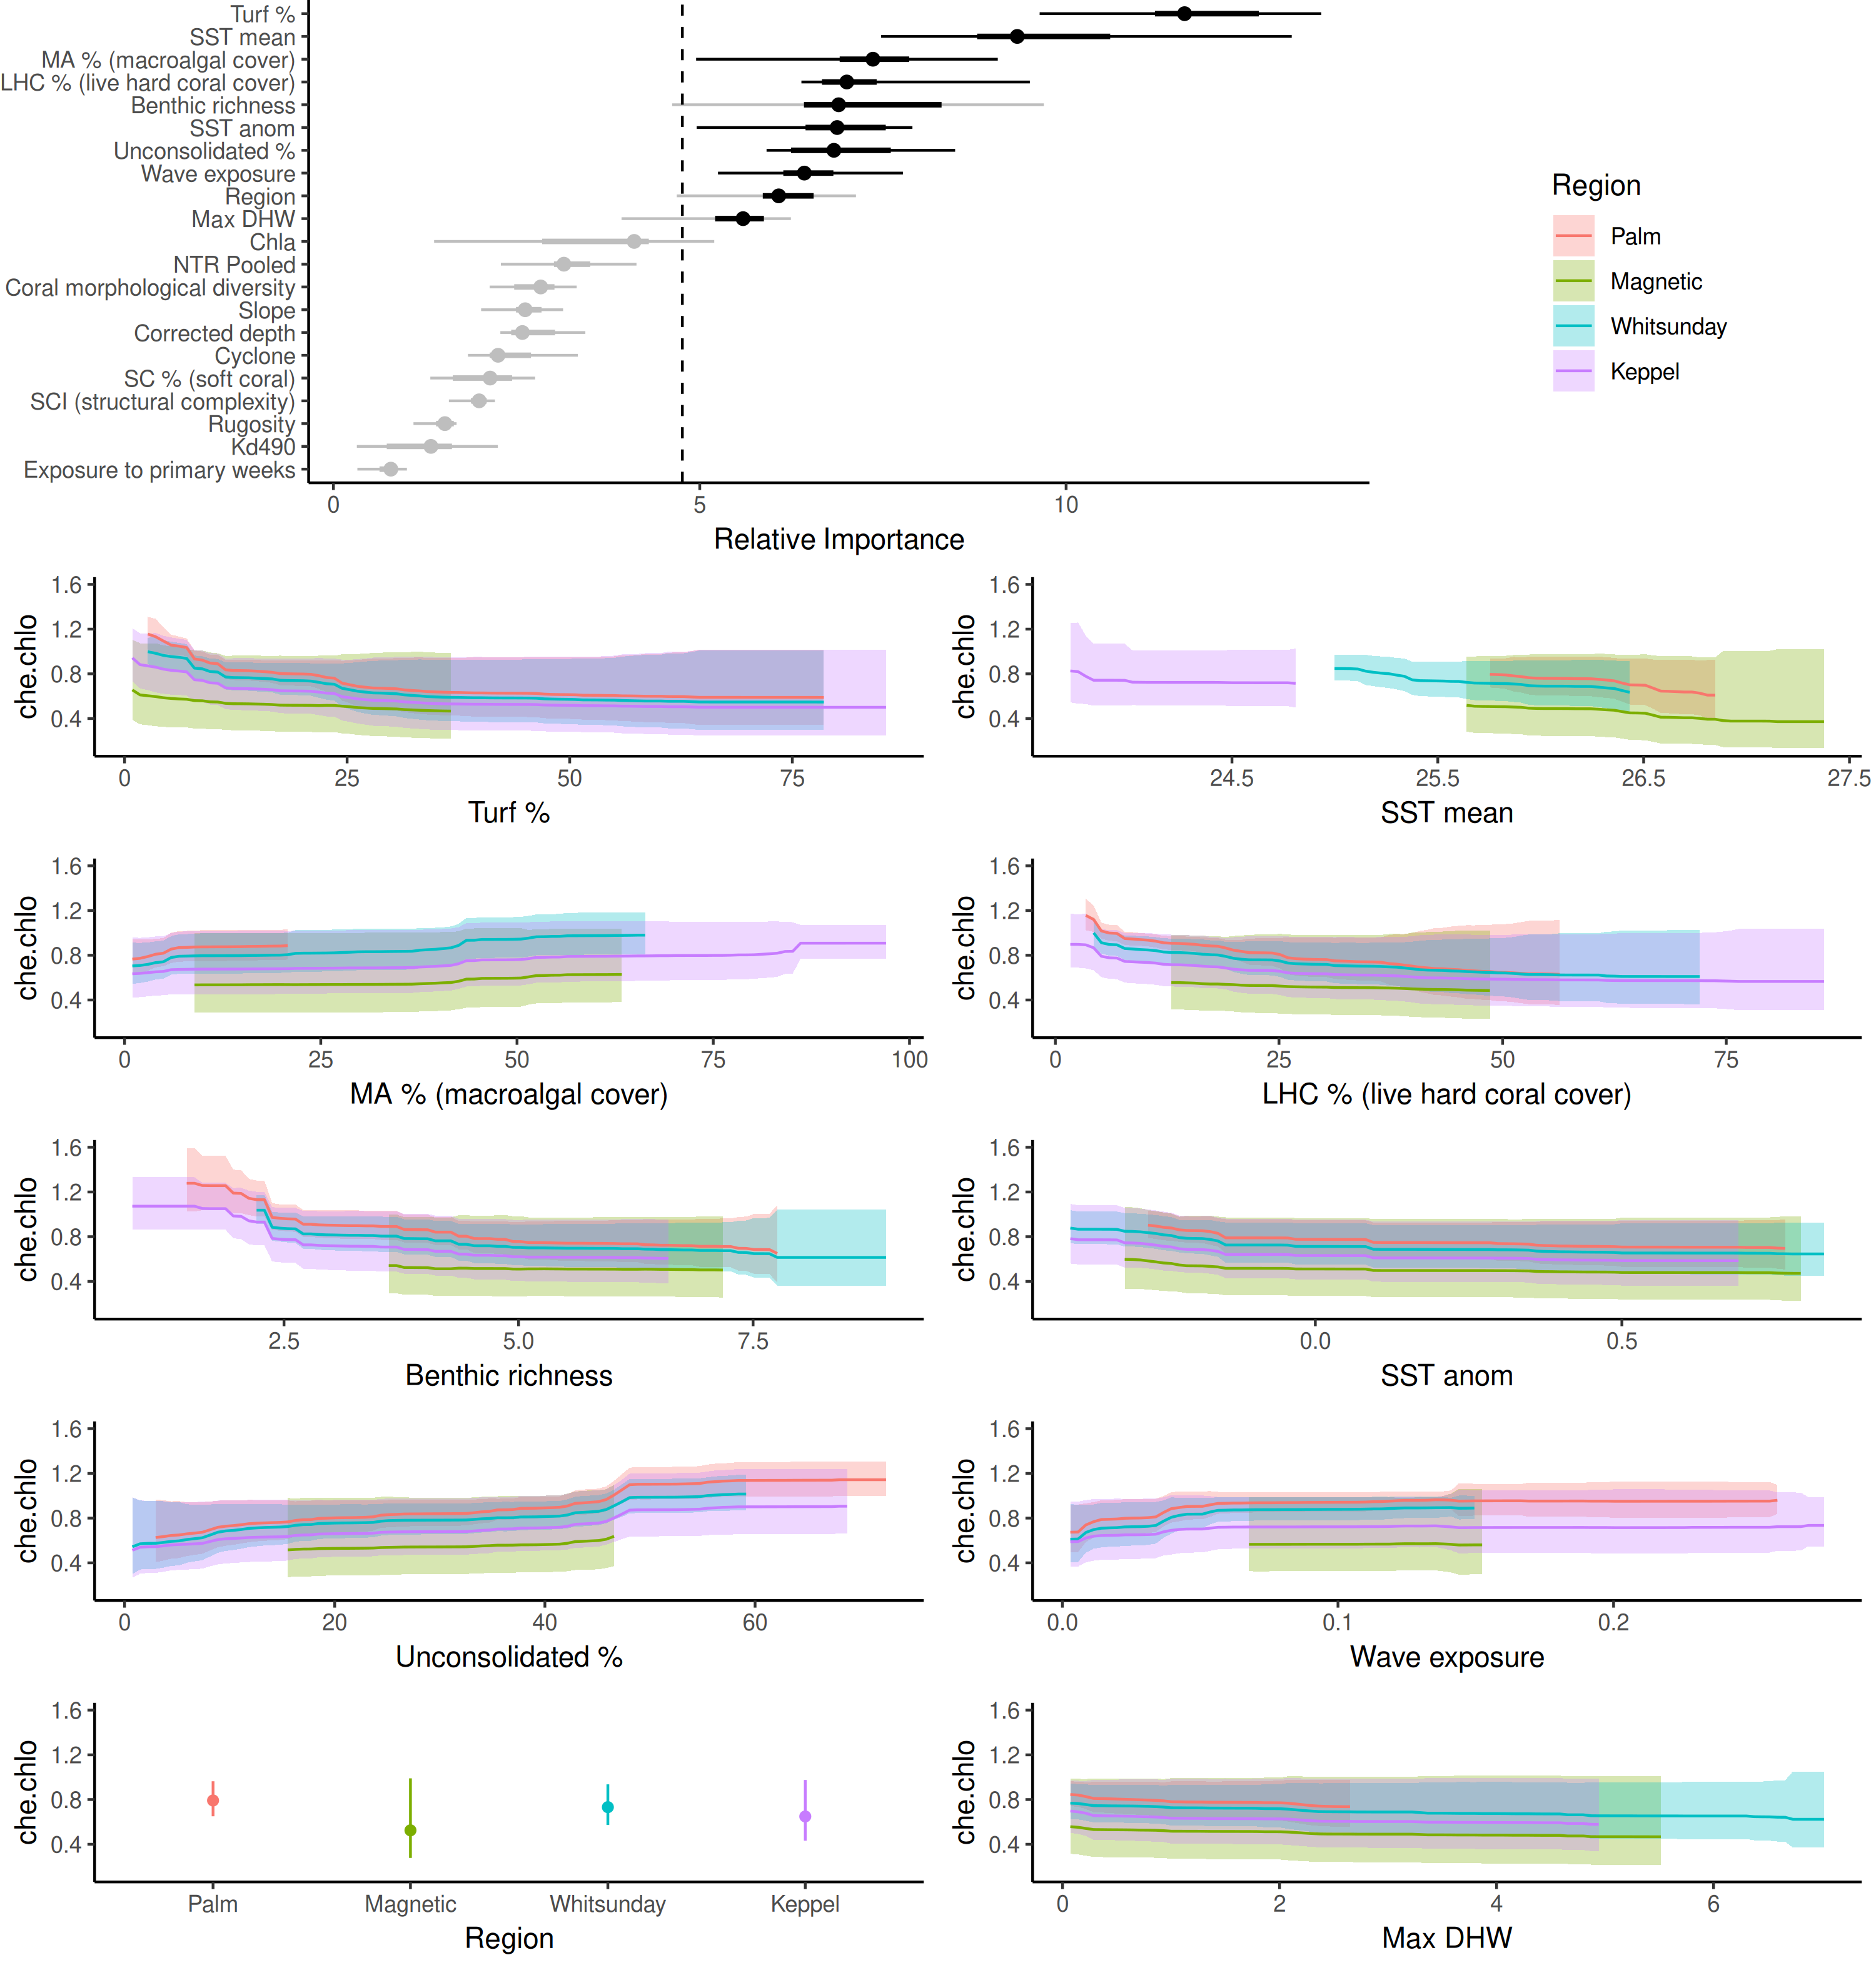 Turf %
SST mean
MA % (macroalgal cover)
LHC % (live hard coral cover)
Benthic richness
SST anom
Unconsolidated %
Wave exposure
Region
Max DHW
Chla
NTR Pooled
Coral morphological diversity
Slope
Corrected depth
Cyclone
SC % (soft coral)
SCI (structural complexity)
Rugosity
Kd490
Exposure to primary weeks
0 5 10
Relative Importance
Region
Palm
Magnetic
Whitsunday
Keppel
1.6
1.2
0.8
0.4
che.chlo
0 25 50 75
Turf %
1.6
1.2
0.8
0.4
che.chlo
24.5 25.5 26.5 27.5
SST mean
1.6
1.2
0.8
0.4
che.chlo
0 25 50 75 100
MA % (macroalgal cover)
1.6
1.2
0.8
0.4
che.chlo
0 25 50 75
LHC % (live hard coral cover)
1.6
1.2
0.8
0.4
che.chlo
2.5 5.0 7.5
Benthic richness
1.6
1.2
0.8
0.4
che.chlo
0.0 0.5
SST anom
1.6
1.2
0.8
0.4
che.chlo
0 20 40 60
Unconsolidated %
1.6
1.2
0.8
0.4
che.chlo
0.0 0.1 0.2
Wave exposure
1.6
1.2
0.8
0.4
che.chlo
Palm Magnetic Whitsunday Keppel
Region
1.6
1.2
0.8
0.4
che.chlo
0 2 4 6
Max DHW